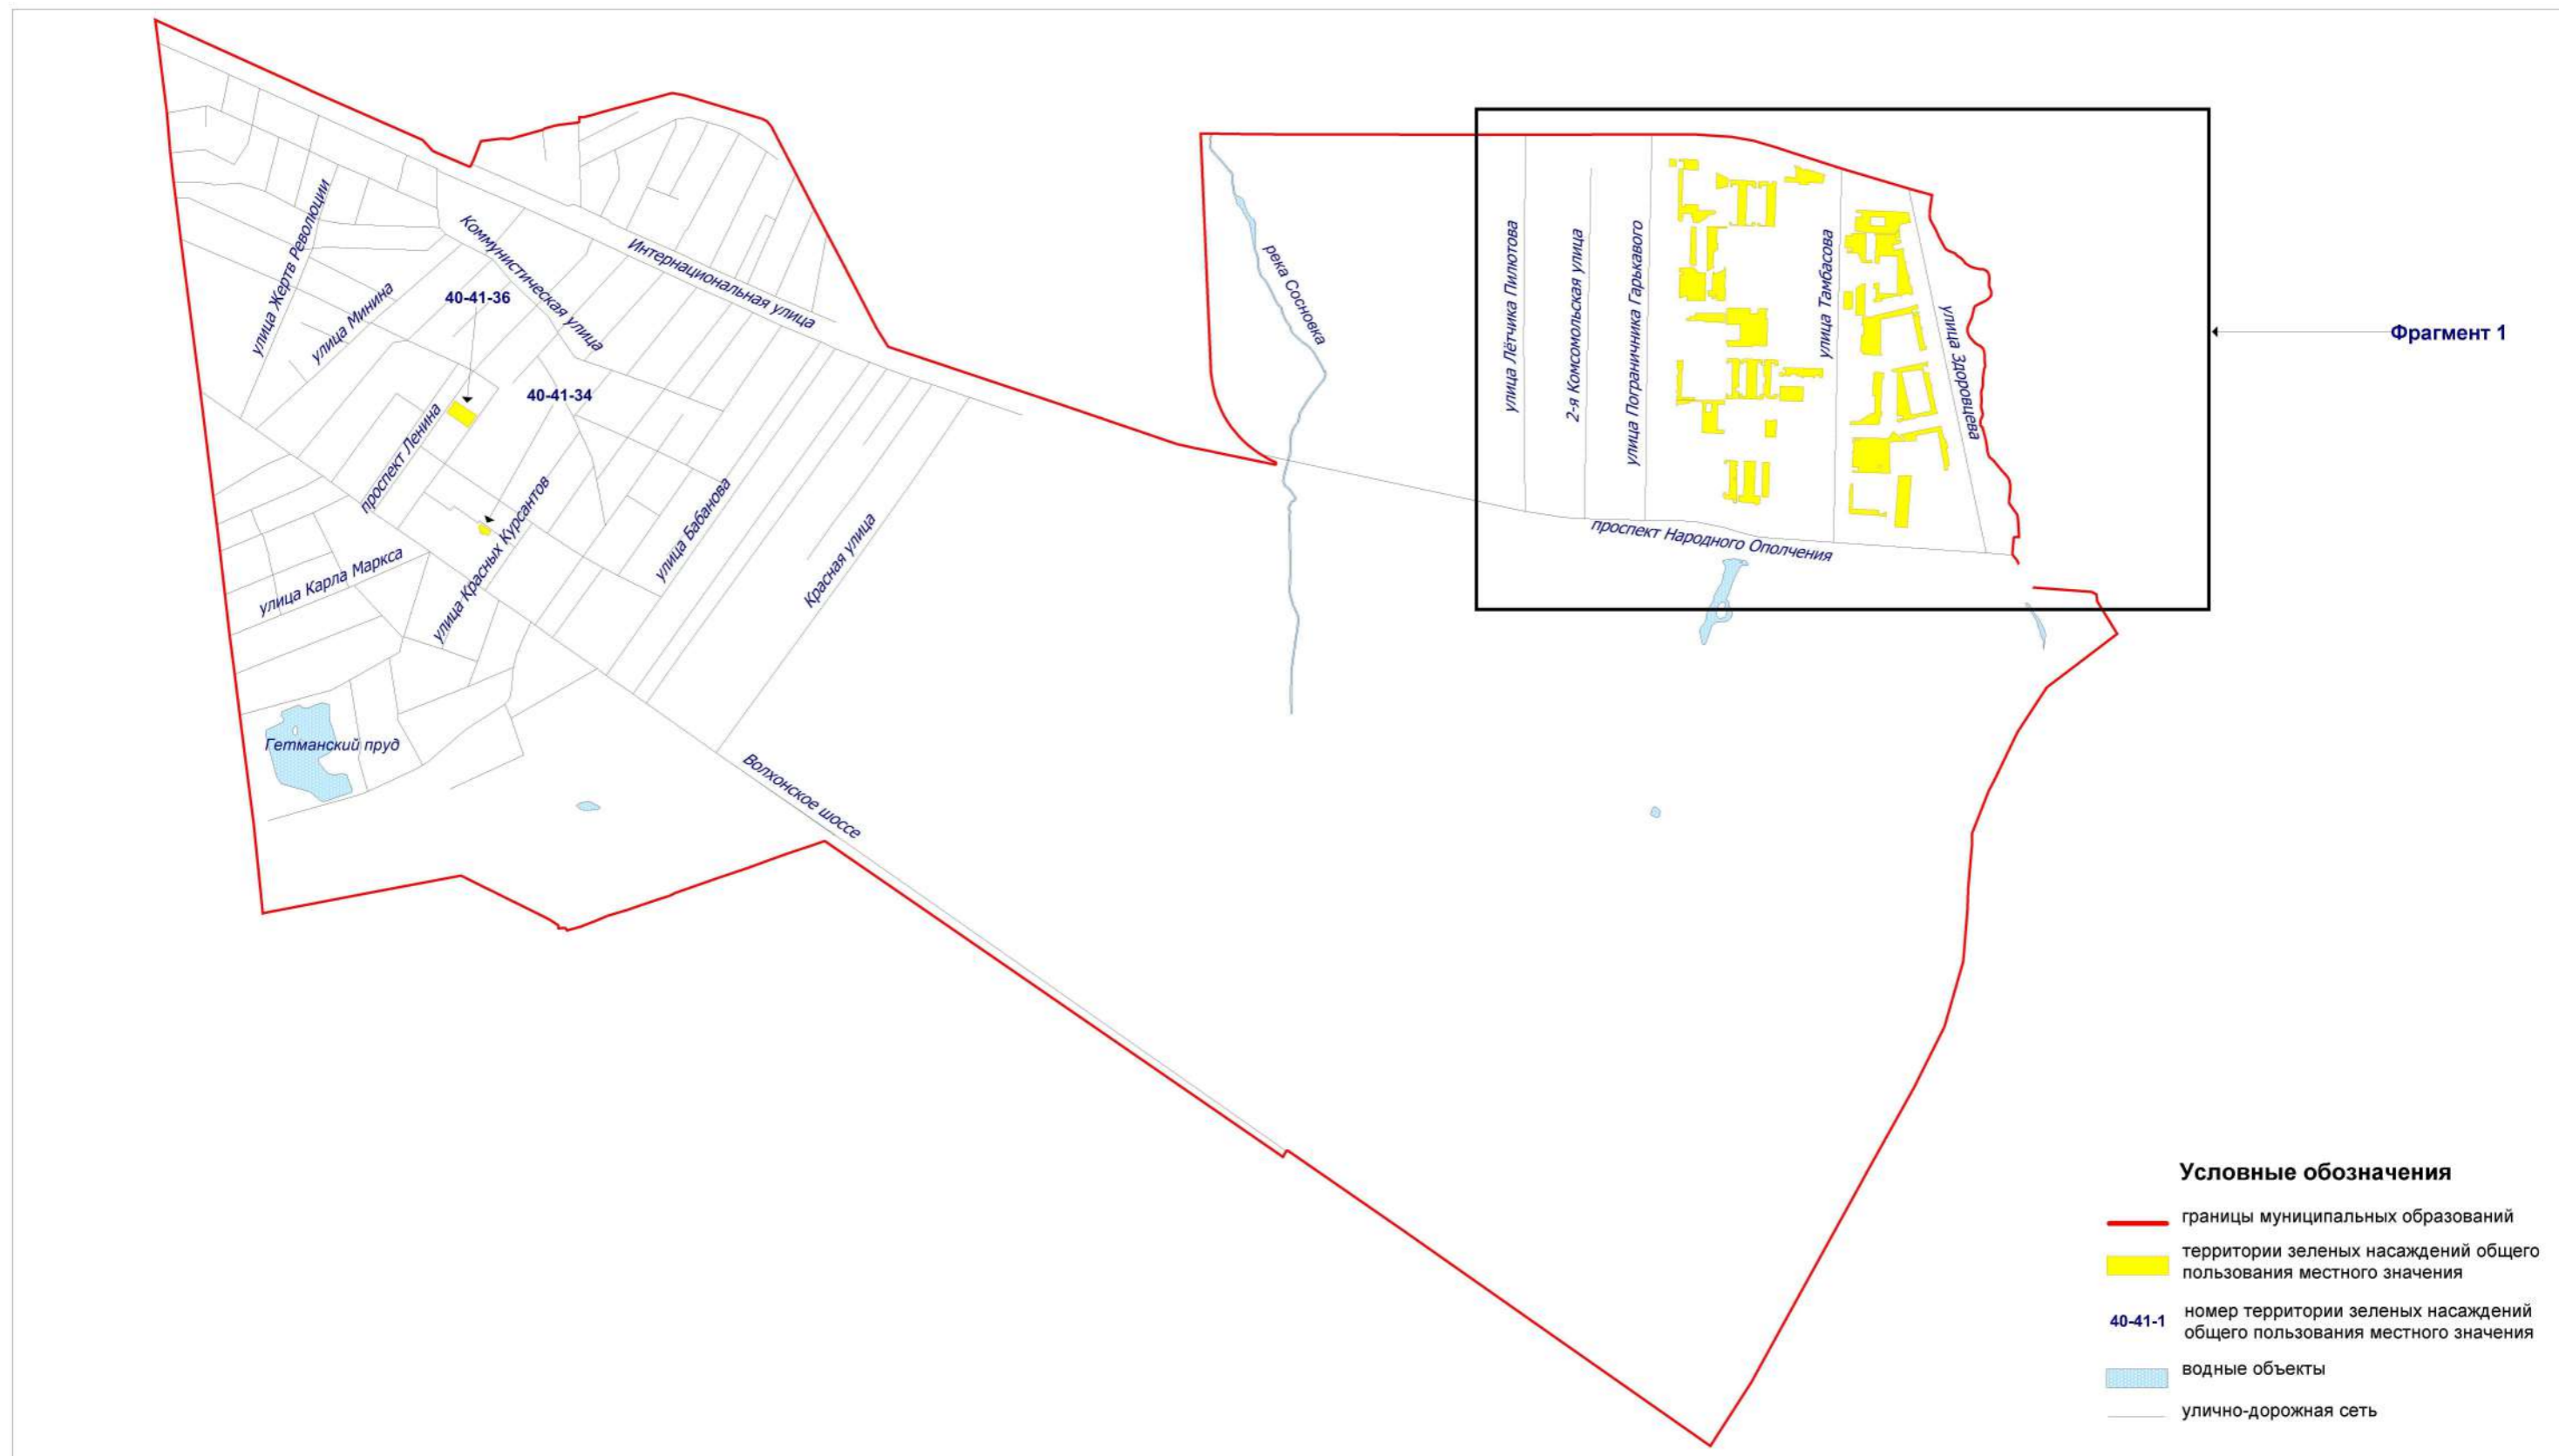 улица Жертв Революции
улица Минина
40-41-36
Коммунистическая улица
Интернациональная улица
40-41-34
проспект Ленина
улица Красных Курсантов
улица Бабанова
Красная улица
улица Карла Маркса
Гетманский пруд
Волхонское шоссе
река Сосновка
улица Лётчика Пилютова
2-я Комсомольская улица
улица Пограничника Гарькавого
улица Тамбасова
улица Здоровцева
проспект Народного Ополчения
Фрагмент 1
Условные обозначения
границы муниципальных образований
территории зеленых насаждений общего
пользования местного значения
40-41-1
номер территории зеленых насаждений
общего пользования местного значения
водные объекты
улично-дорожная сеть